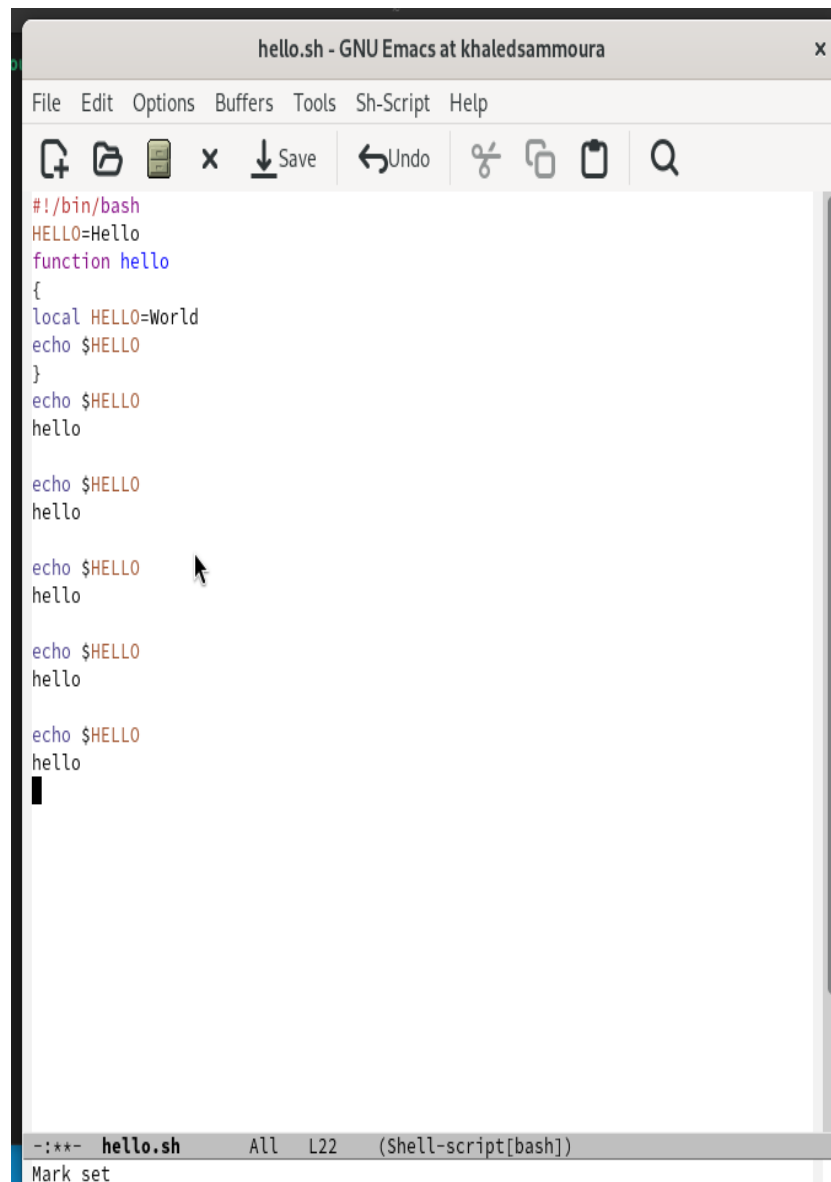 hello.sh - GNU Emacs at khaledsammoura x
File Edit Options Buffers Tools Sh-Script Help
Save Undo
#!/bin/bash
HELLO=Hello
function hello
{
local HELLO=World
echo $HELLO
}
echo $HELLO
hello
echo $HELLO
hello
echo $HELLO
hello
echo $HELLO
hello
echo $HELLO
hello
-:**- hello.sh All L22 (Shell-script[bash])
Mark set